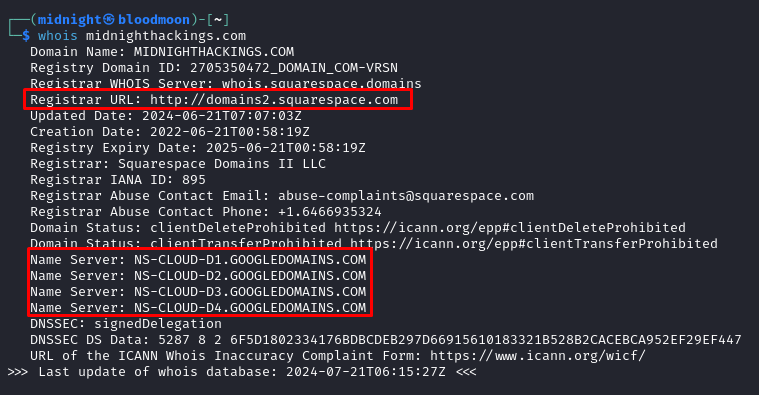 ┌──(midnight㉿bloodmoon)-[~]
└─$ whois midnighthackings.com
Domain Name: MIDNIGHTHACKINGS.COM
Registry Domain ID: 2705350472_DOMAIN_COM-VRSN
Registrar WHOIS Server: whois.squarespace.domains
Registrar URL: http://domains2.squarespace.com
Updated Date: 2024-06-21T07:07:03Z
Creation Date: 2022-06-21T00:58:19Z
Registry Expiry Date: 2025-06-21T00:58:19Z
Registrar: Squarespace Domains II LLC
Registrar IANA ID: 895
Registrar Abuse Contact Email: abuse-complaints@squarespace.com
Registrar Abuse Contact Phone: +1.6466935324
Domain Status: clientDeleteProhibited https://icann.org/epp#clientDeleteProhibited
Domain Status: clientTransferProhibited https://icann.org/epp#clientTransferProhibited
Name Server: NS-CLOUD-D1.GOOGLEDOMAINS.COM
Name Server: NS-CLOUD-D2.GOOGLEDOMAINS.COM
Name Server: NS-CLOUD-D3.GOOGLEDOMAINS.COM
Name Server: NS-CLOUD-D4.GOOGLEDOMAINS.COM
DNSSEC: signedDelegation
DNSSEC DS Data: 5287 8 2 6F5D1802334176BDBCDEB297D66915610183321B528B2CACEBCA952EF29EF447
URL of the ICANN Whois Inaccuracy Complaint Form: https://www.icann.org/wicf/
>>> Last update of whois database: 2024-07-21T06:15:27Z <<<